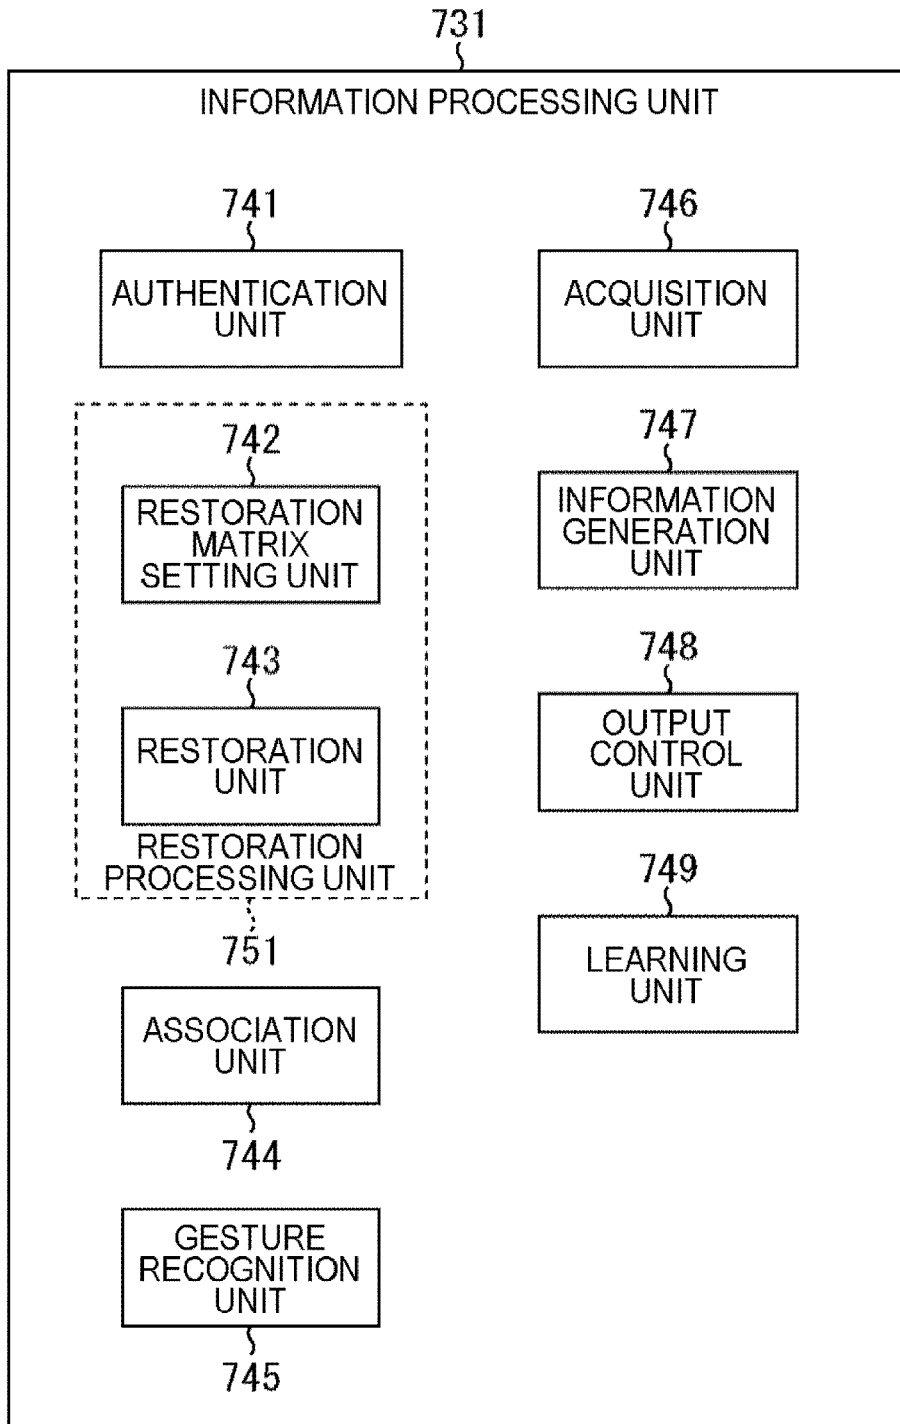 731
INFORMATION PROCESSING UNIT
741
AUTHENTICATION
UNIT
742
RESTORATION
MATRIX
SETTING UNIT
743
RESTORATION
UNIT
RESTORATION
PROCESSING UNIT
751
ASSOCIATION
UNIT
744
GESTURE
RECOGNITION
UNIT
745
746
ACQUISITION
UNIT
747
INFORMATION
GENERATION
UNIT
748
OUTPUT
CONTROL
UNIT
749
LEARNING
UNIT